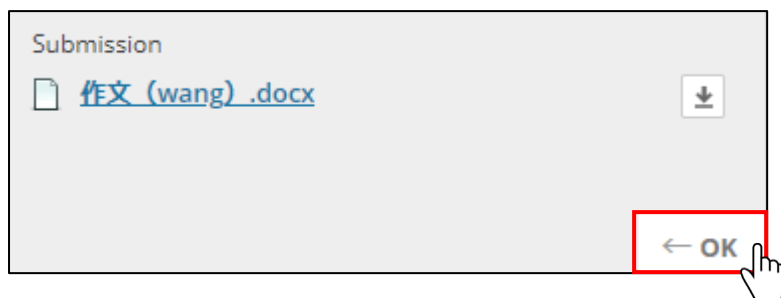 Submission
作文（wang）.docx
← OK